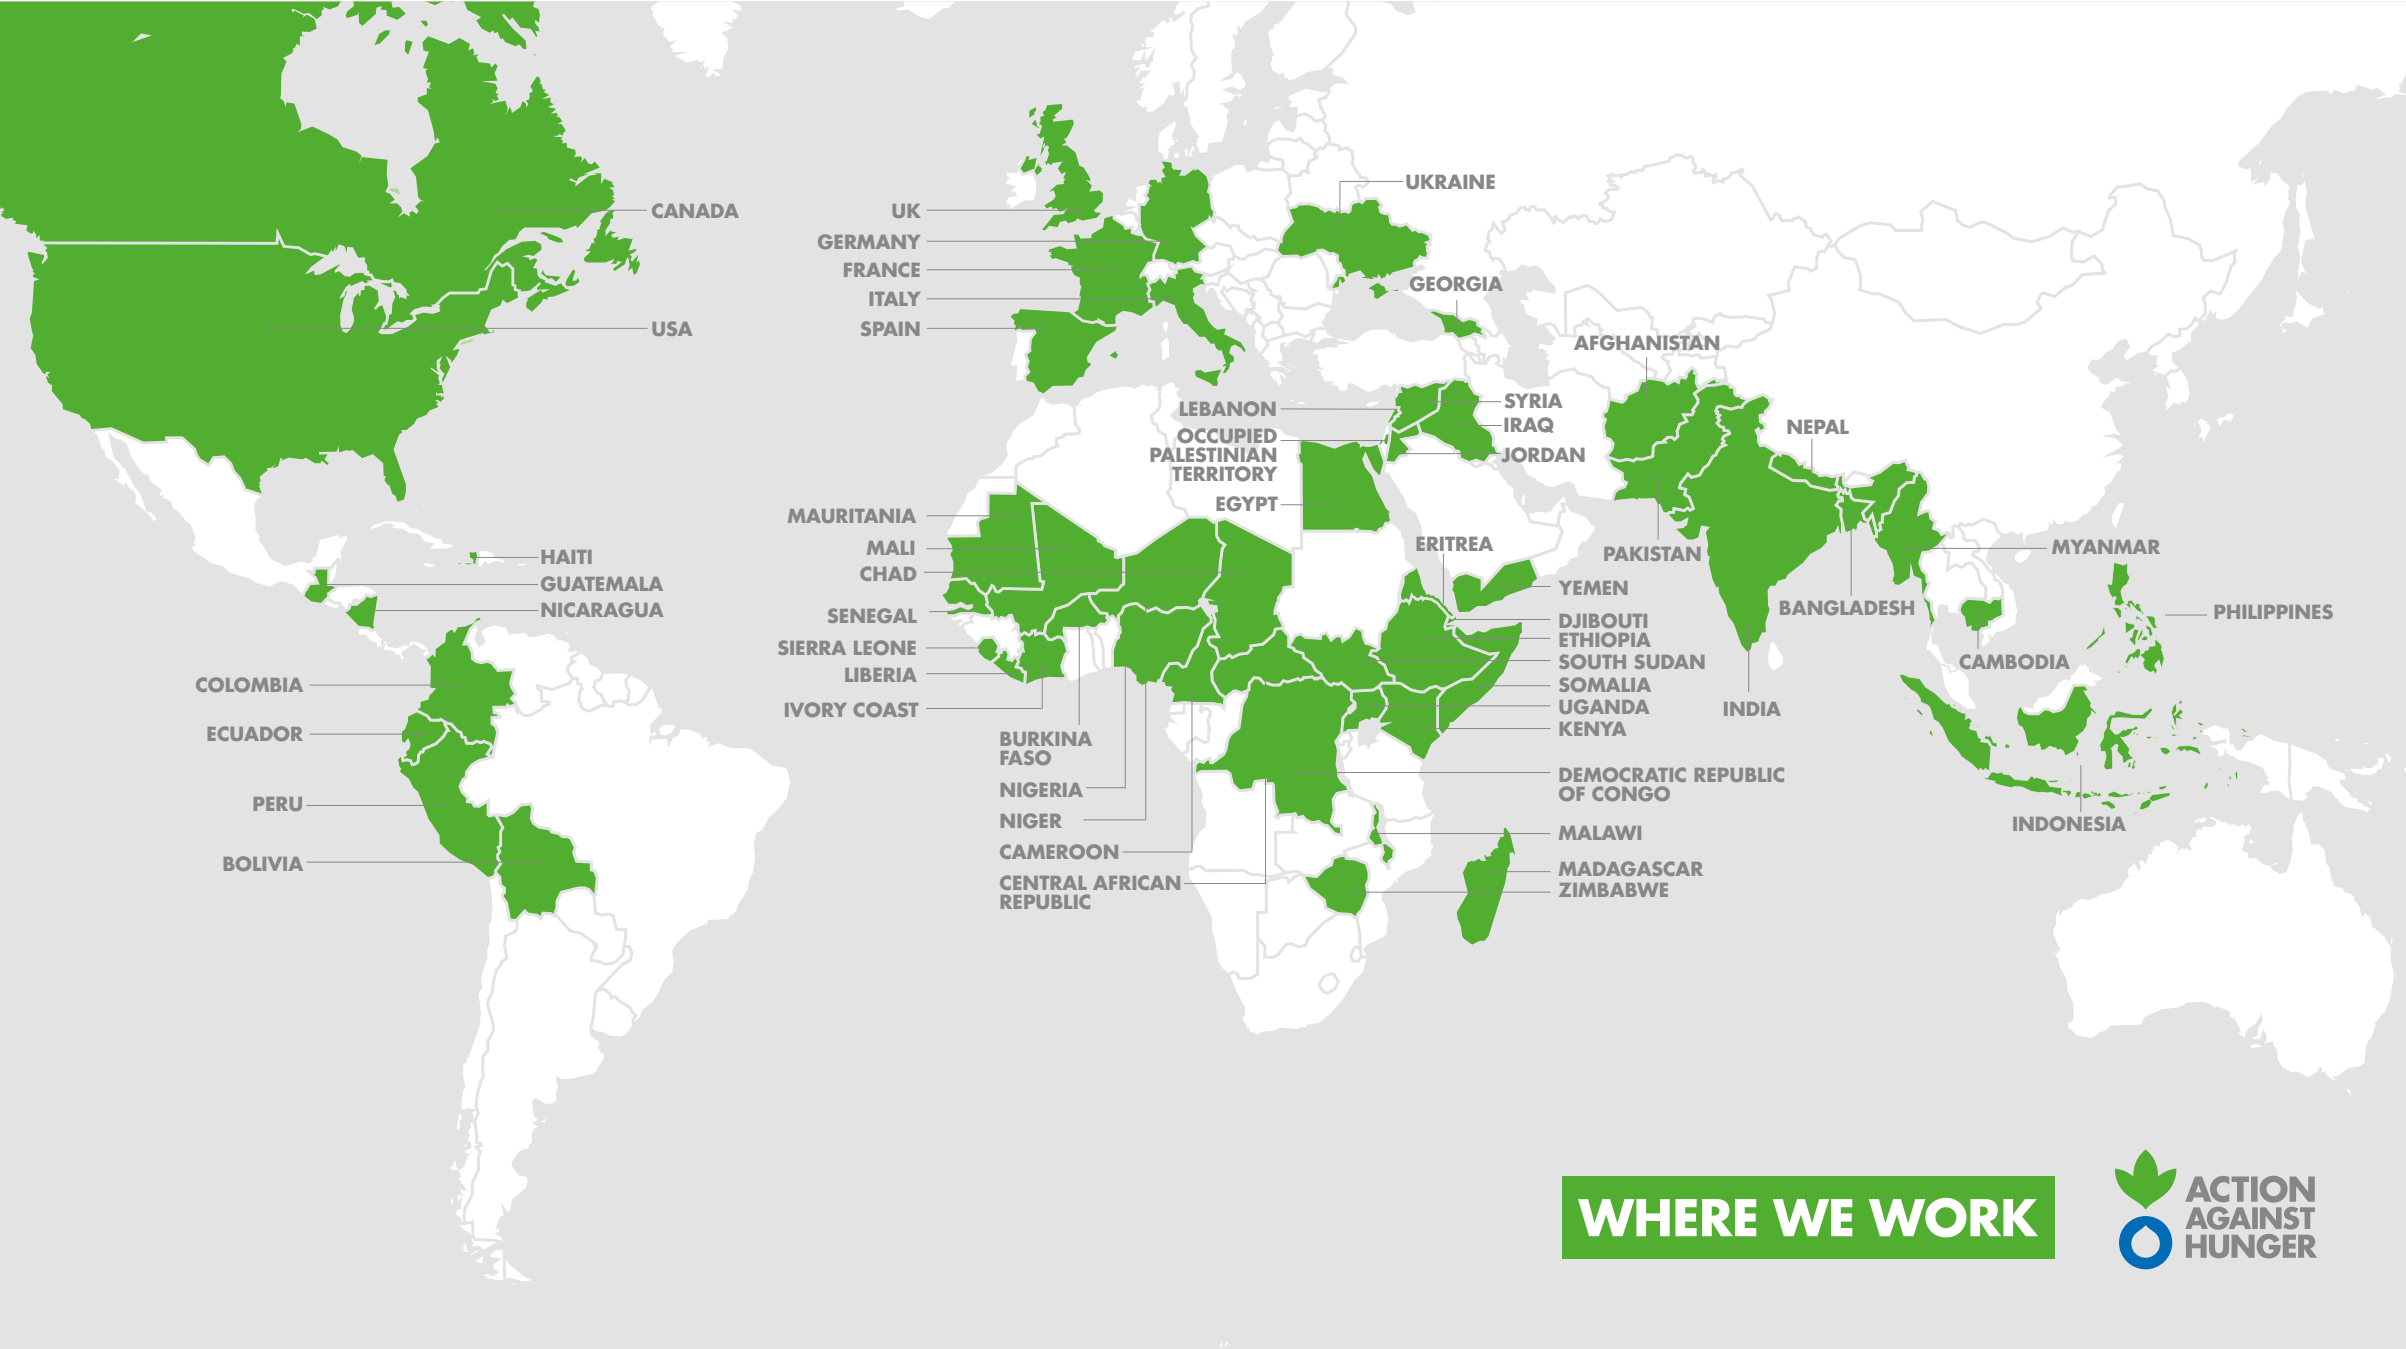 UKRAINE
CANADA
UK
GERMANY
FRANCE
ITALY
SPAIN
USA
GEORGIA
AFGHANISTAN
LEBANON
SYRIA
IRAQ
NEPAL
OCCUPIED
PALESTINIAN
TERRITORY
JORDAN
EGYPT
MAURITANIA
MALI
CHAD
ERITREA
PAKISTAN
MYANMAR
HAITI
GUATEMALA
NICARAGUA
YEMEN
BANGLADESH
PHILIPPINES
SENEGAL
DJIBOUTI
ETHIOPIA
SIERRA LEONE
SOUTH SUDAN
CAMBODIA
LIBERIA
COLOMBIA
SOMALIA
IVORY COAST
UGANDA
INDIA
ECUADOR
KENYA
BURKINA
FASO
DEMOCRATIC REPUBLIC
OF CONGO
NIGERIA
PERU
NIGER
INDONESIA
MALAWI
CAMEROON
BOLIVIA
MADAGASCAR
CENTRAL AFRICAN
REPUBLIC
ZIMBABWE
WHERE WE WORK
ACTION
AGAINST
HUNGER